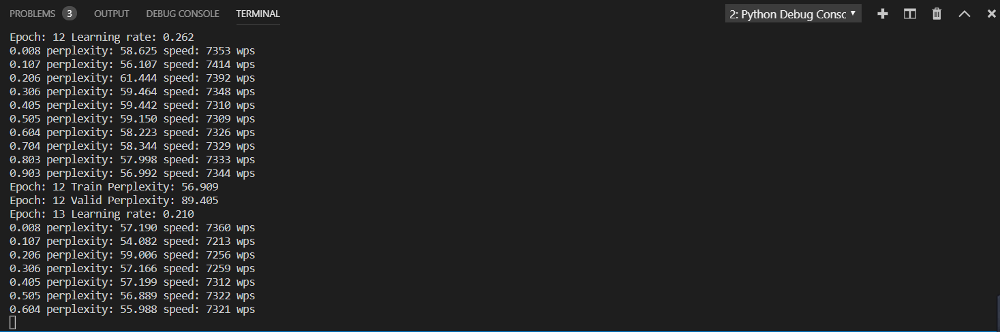 PROBLEMS 3 OUTPUT DEBUG CONSOLE TERMINAL 2: Python Debug Consc
Epoch: 12 Learning rate: 0.262
0.008 perplexity: 58.625 speed: 7353 wps
0.107 perplexity: 56.107 speed: 7414 wps
0.206 perplexity: 61.444 speed: 7392 wps
0.306 perplexity: 59.464 speed: 7348 wps
0.405 perplexity: 59.442 speed: 7310 wps
0.505 perplexity: 59.150 speed: 7309 wps
0.604 perplexity: 58.223 speed: 7326 wps
0.704 perplexity: 58.344 speed: 7329 wps
0.803 perplexity: 57.998 speed: 7333 wps
0.903 perplexity: 56.992 speed: 7344 wps
Epoch: 12 Train Perplexity: 56.909
Epoch: 12 Valid Perplexity: 89.405
Epoch: 13 Learning rate: 0.210
0.008 perplexity: 57.190 speed: 7360 wps
0.107 perplexity: 54.082 speed: 7213 wps
0.206 perplexity: 59.006 speed: 7256 wps
0.306 perplexity: 57.166 speed: 7259 wps
0.405 perplexity: 57.199 speed: 7312 wps
0.505 perplexity: 56.889 speed: 7322 wps
0.604 perplexity: 55.988 speed: 7321 wps